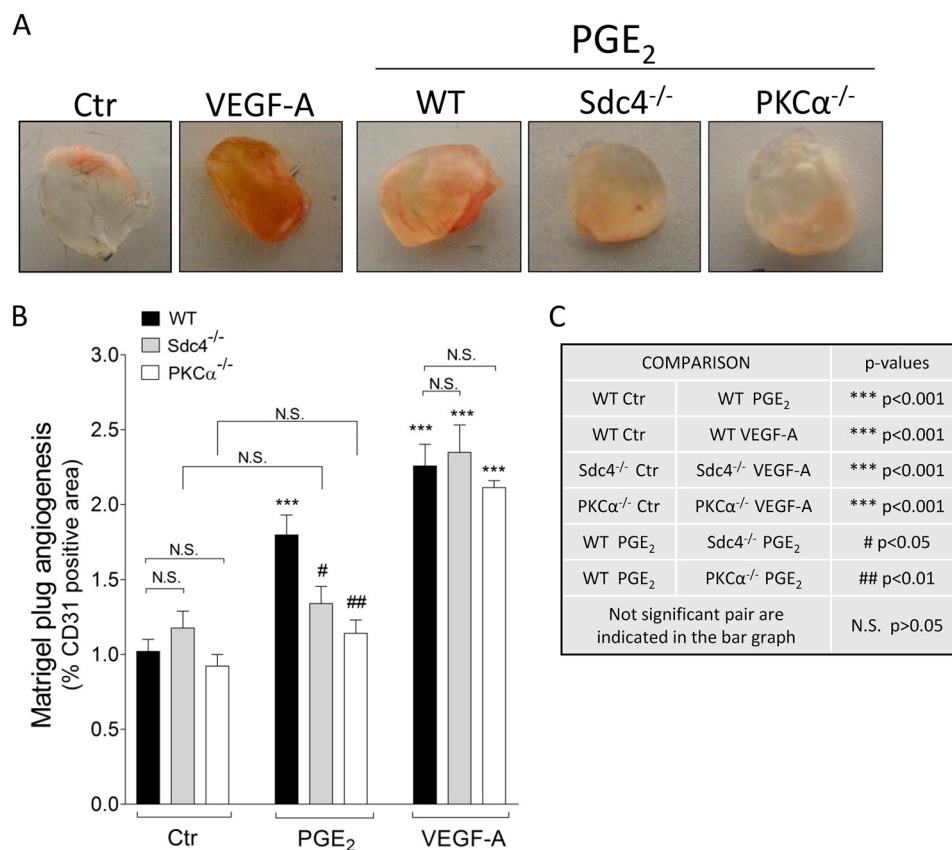 A
PGE₂
Ctr VEGF-A WT Sdc4⁻/⁻ PKCα⁻/⁻
B
WT
Sdc4⁻/⁻
PKCα⁻/⁻
Matrigel plug angiogenesis
(% CD31 positive area)
3.0
2.5
2.0
1.5
1.0
0.5
0.0
N.S.
N.S.
N.S.
N.S.
N.S.
N.S.
***
#
##
***
***
***
Ctr PGE₂ VEGF-A
C
COMPARISON p-values
WT Ctr WT PGE₂ *** p<0.001
WT Ctr WT VEGF-A *** p<0.001
Sdc4⁻/⁻ Ctr Sdc4⁻/⁻ VEGF-A *** p<0.001
PKCα⁻/⁻ Ctr PKCα⁻/⁻ VEGF-A *** p<0.001
WT PGE₂ Sdc4⁻/⁻ PGE₂ # p<0.05
WT PGE₂ PKCα⁻/⁻ PGE₂ ## p<0.01
Not significant pair are
indicated in the bar graph
N.S. p>0.05